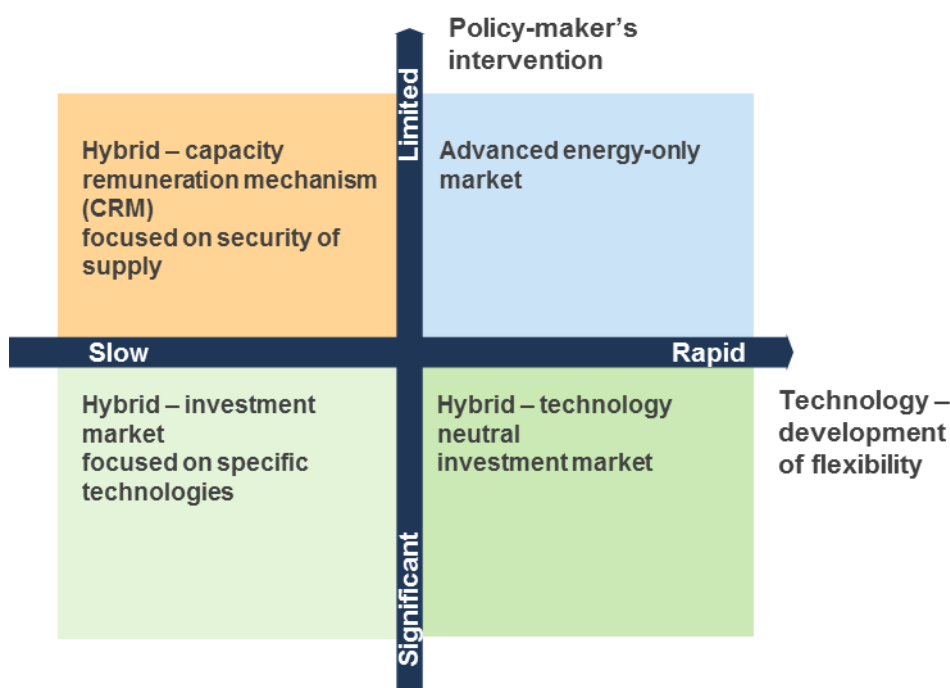 Policy-maker's
intervention
Limited
Hybrid – capacity
remuneration mechanism
(CRM)
focused on security of
supply
Advanced energy-only
market
Slow
Rapid
Hybrid – investment
market
focused on specific
technologies
Hybrid – technology
neutral
investment market
Technology –
development
of flexibility
Significant